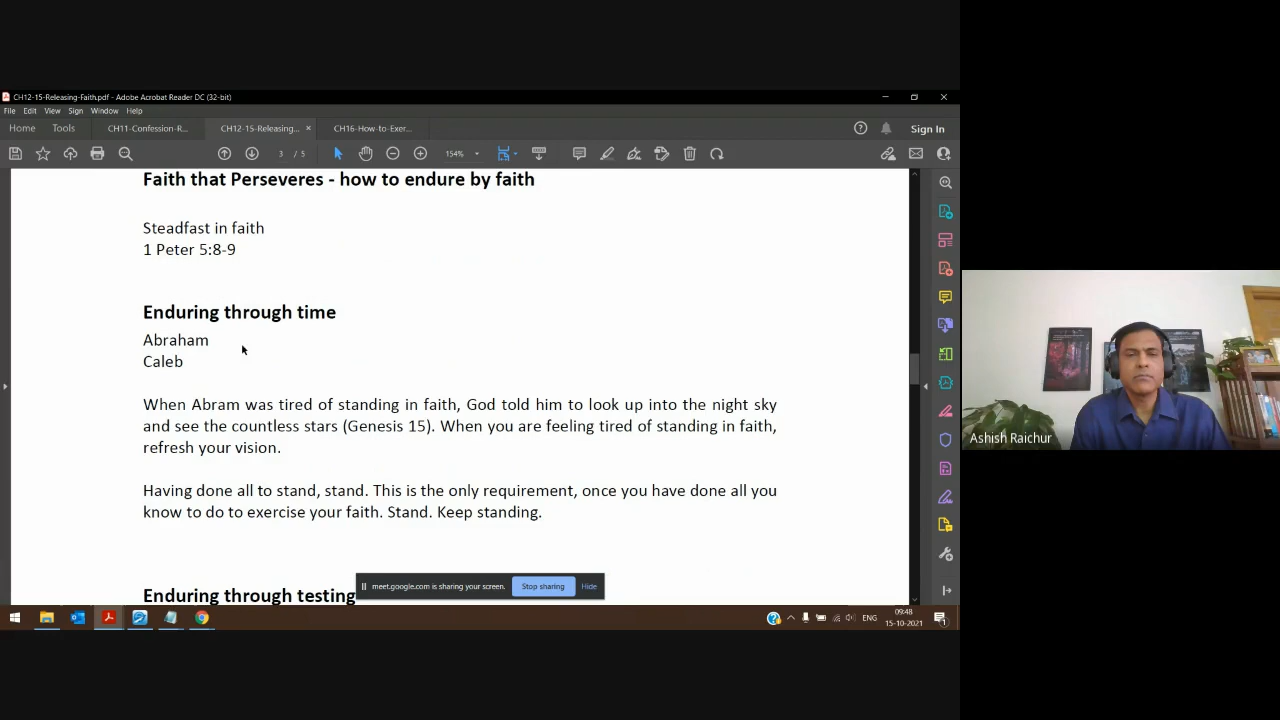 CH12-15-Releasing-Faith.pdf - Adobe Acrobat Reader DC (32-bit)
File Edit View Sign Window Help
Home Tools CH11-Confession-R... CH12-15-Releasing... × CH16-How-to-Exer... Sign In
3 / 5 154%
Faith that Perseveres - how to endure by faith
Steadfast in faith
1 Peter 5:8-9
Enduring through time
Abraham
Caleb
When Abram was tired of standing in faith, God told him to look up into the night sky
and see the countless stars (Genesis 15). When you are feeling tired of standing in faith,
refresh your vision.
Having done all to stand, stand. This is the only requirement, once you have done all you
know to do to exercise your faith. Stand. Keep standing.
Enduring through testing
meet.google.com is sharing your screen. Stop sharing Hide
ENG
09:48
15-10-2021
Ashish Raichur